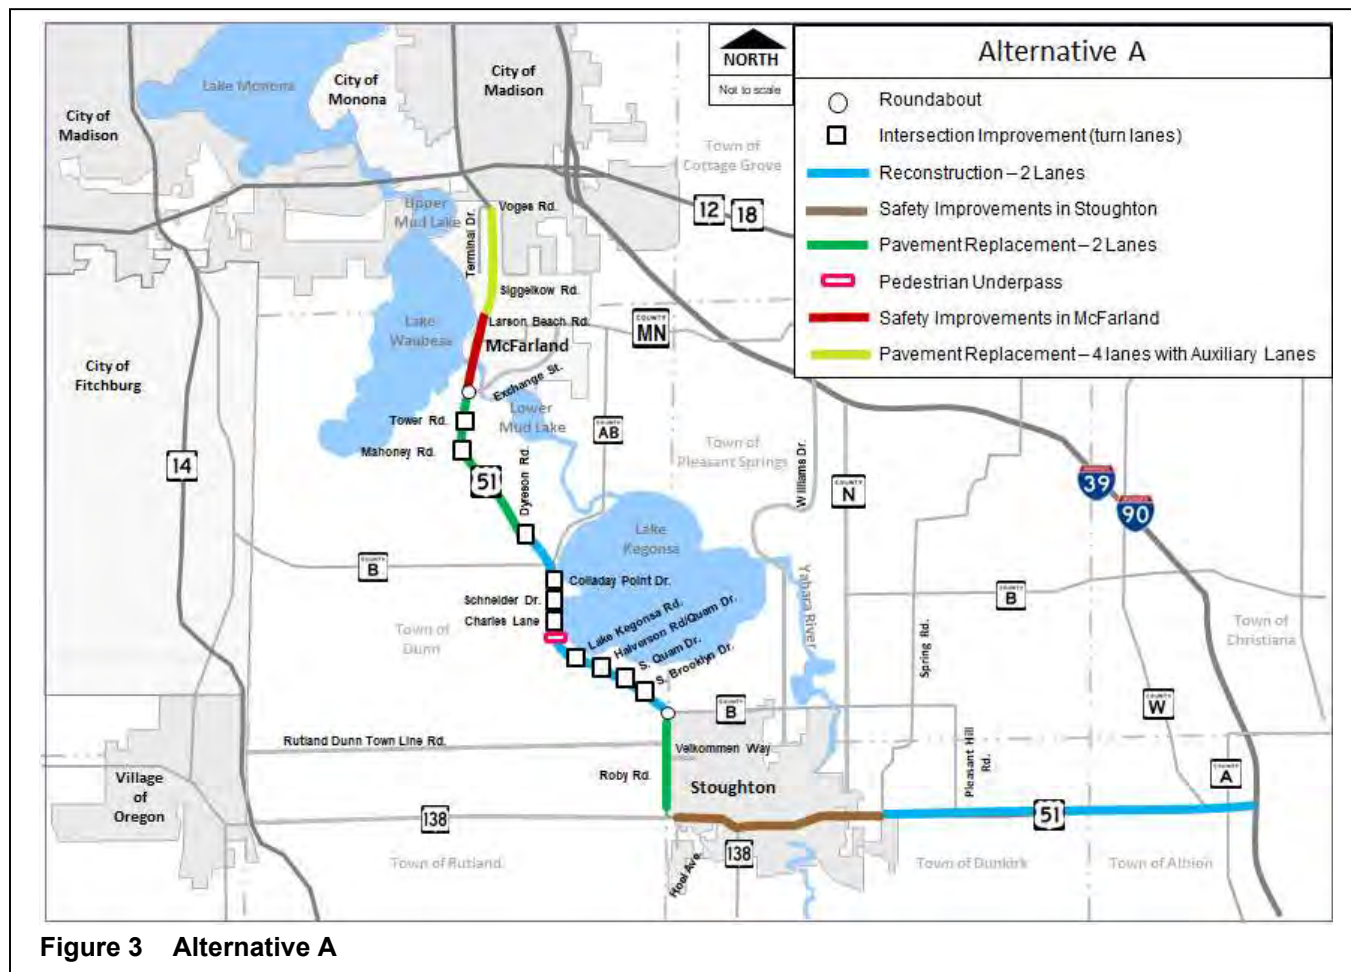 Alternative A
Roundabout
Intersection Improvement (turn lanes)
Reconstruction – 2 Lanes
Safety Improvements in Stoughton
Pavement Replacement – 2 Lanes
Pedestrian Underpass
Safety Improvements in McFarland
Pavement Replacement – 4 lanes with Auxiliary Lanes
NORTH
Not to scale
Lake Monona
City of
Monona
City of
Madison
City of
Madison
Town of
Cottage Grove
12
18
Upper
Mud Lake
Voges Rd.
Terminal Dr.
Siggelkow Rd.
Larson Beach Rd.
McFarland
COUNTY
MN
Lake
Waubesa
City of
Fitchburg
Exchange St.
Lower
Mud Lake
Tower Rd.
Mahoney Rd.
COUNTY
AB
Town of
Pleasant Springs
Williams Dr.
14
51
Dyreson Rd.
COUNTY
N
39
90
Lake
Kegonsa
COUNTY
B
Colladay Point Dr.
Schneider Dr.
Charles Lane
Lake Kegonsa Rd.
Halverson Rd/Quam Dr.
S. Quam Dr.
S. Brooklyn Dr.
Yahara River
COUNTY
B
Town of
Dunn
Town of
Christiana
Spring Rd.
COUNTY
W
COUNTY
B
Rutland Dunn Town Line Rd.
Velkommen Way
Pleasant Hill
Rd.
COUNTY
A
Village
of
Oregon
Roby Rd.
Stoughton
138
51
138
Hoel Ave.
Town of Rutland
Town of Dunkirk
Town of Albion
Figure 3 Alternative A